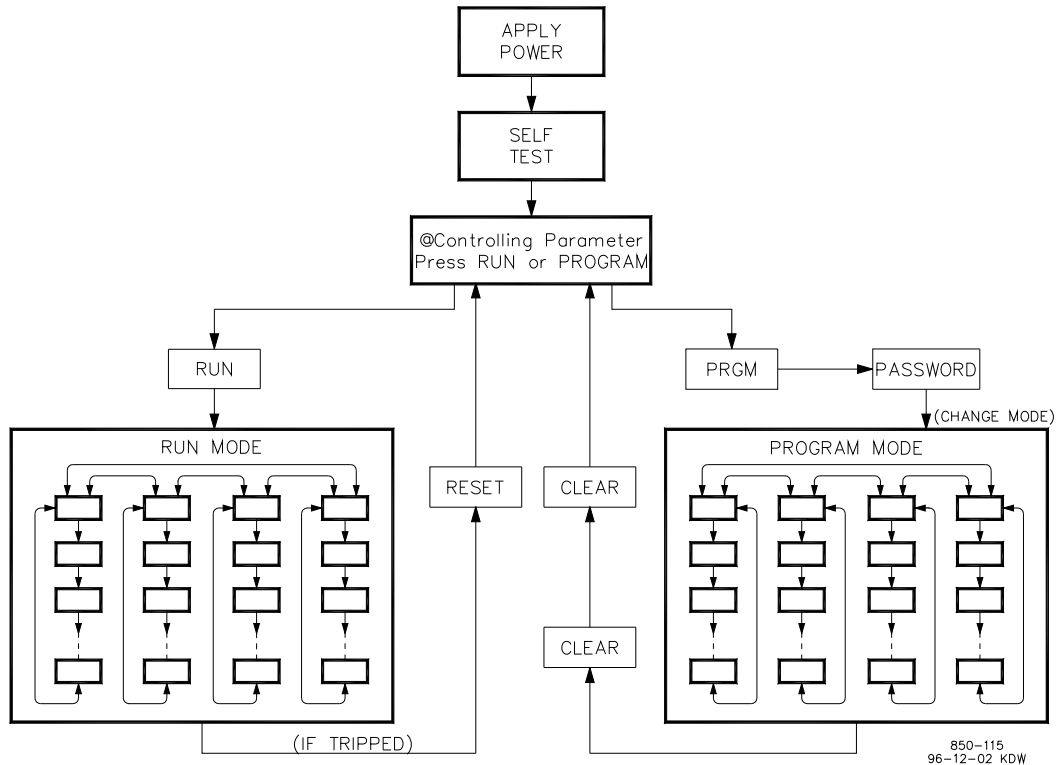 APPLY
POWER
SELF
TEST
@Controlling Parameter
Press RUN or PROGRAM
RUN
PRGM
PASSWORD
(CHANGE MODE)
RUN MODE
PROGRAM MODE
RESET
CLEAR
CLEAR
(IF TRIPPED)
850-115
96-12-02 KDW